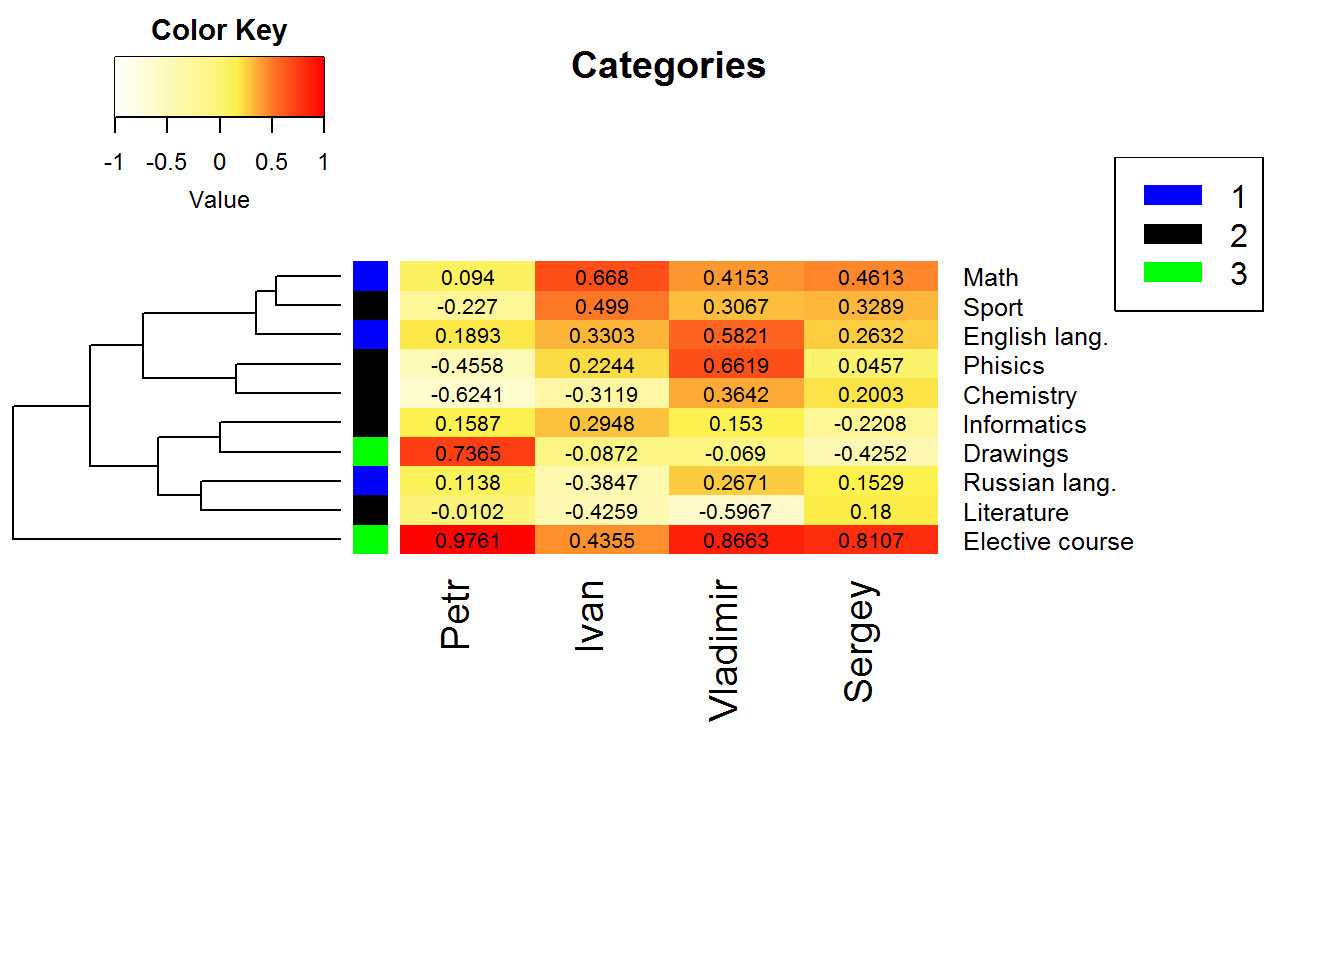 Color Key
Categories
-1 -0.5 0 0.5 1
Value
1
2
3
0.094 0.668 0.4153 0.4613 Math
-0.227 0.499 0.3067 0.3289 Sport
0.1893 0.3303 0.5821 0.2632 English lang.
-0.4558 0.2244 0.6619 0.0457 Phisics
-0.6241 -0.3119 0.3642 0.2003 Chemistry
0.1587 0.2948 0.153 -0.2208 Informatics
0.7365 -0.0872 -0.069 -0.4252 Drawings
0.1138 -0.3847 0.2671 0.1529 Russian lang.
-0.0102 -0.4259 -0.5967 0.18 Literature
0.9761 0.4355 0.8663 0.8107 Elective course
Petr Ivan Vladimir Sergey